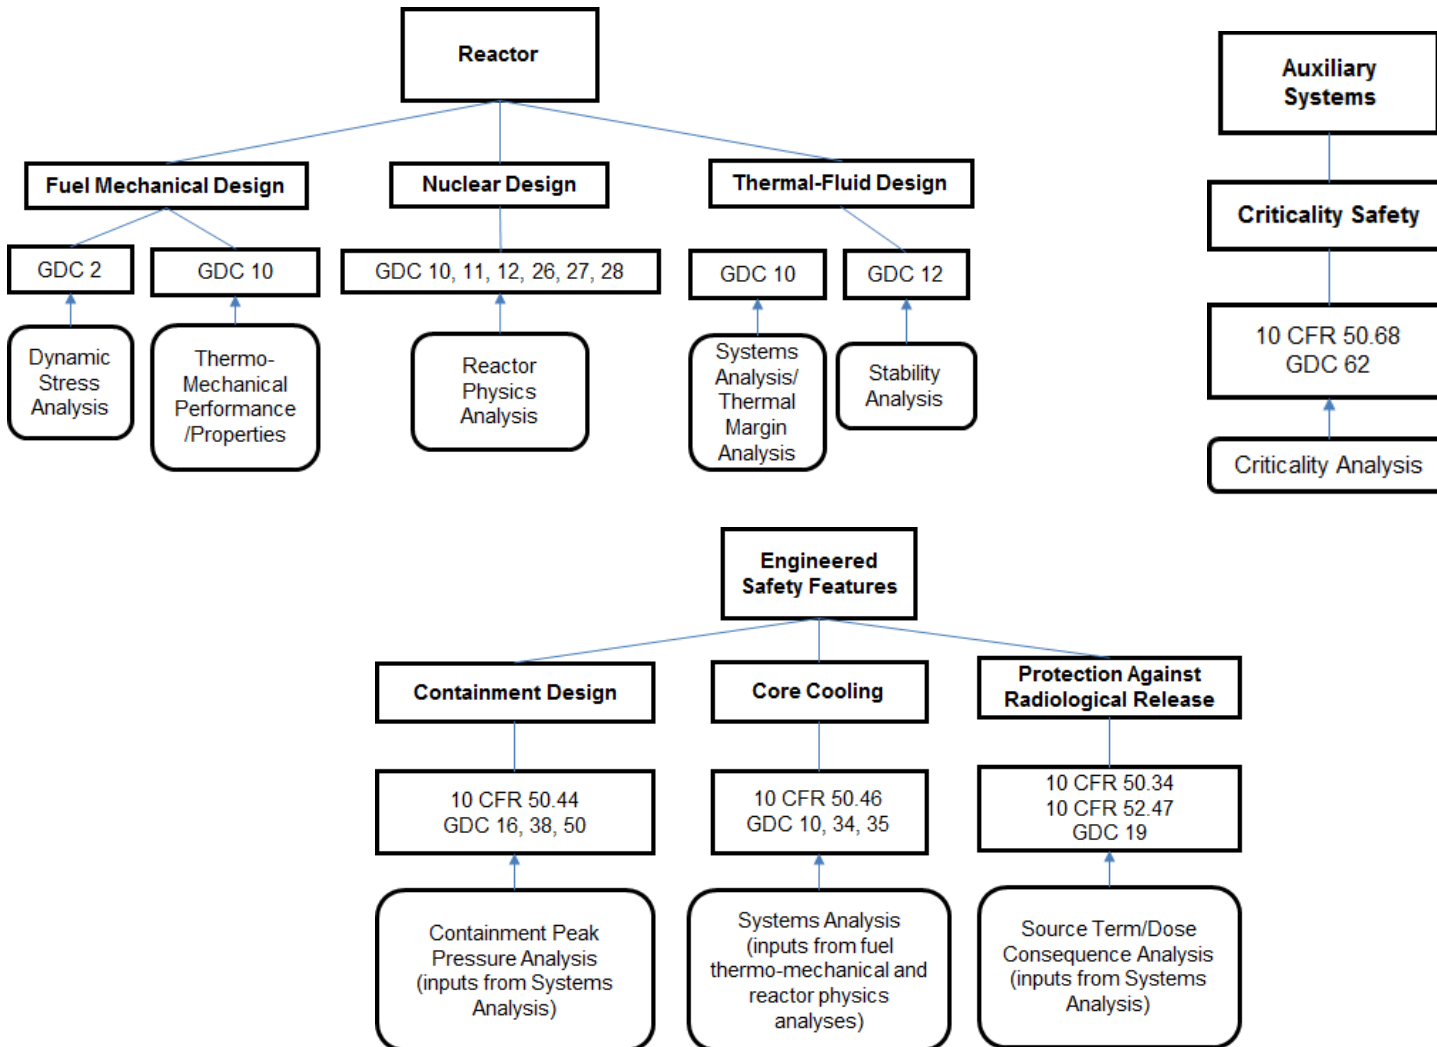 Reactor
Fuel Mechanical Design
Nuclear Design
Thermal-Fluid Design
GDC 2
GDC 10
GDC 10, 11, 12, 26, 27, 28
GDC 10
GDC 12
Dynamic
Stress
Analysis
Thermo-
Mechanical
Performance
/Properties
Reactor
Physics
Analysis
Systems
Analysis/
Thermal
Margin
Analysis
Stability
Analysis
Auxiliary
Systems
Criticality Safety
10 CFR 50.68
GDC 62
Criticality Analysis
Engineered
Safety Features
Containment Design
Core Cooling
Protection Against
Radiological Release
10 CFR 50.44
GDC 16, 38, 50
10 CFR 50.46
GDC 10, 34, 35
10 CFR 50.34
10 CFR 52.47
GDC 19
Containment Peak
Pressure Analysis
(inputs from Systems
Analysis)
Systems Analysis
(inputs from fuel
thermo-mechanical and
reactor physics
analyses)
Source Term/Dose
Consequence Analysis
(inputs from Systems
Analysis)